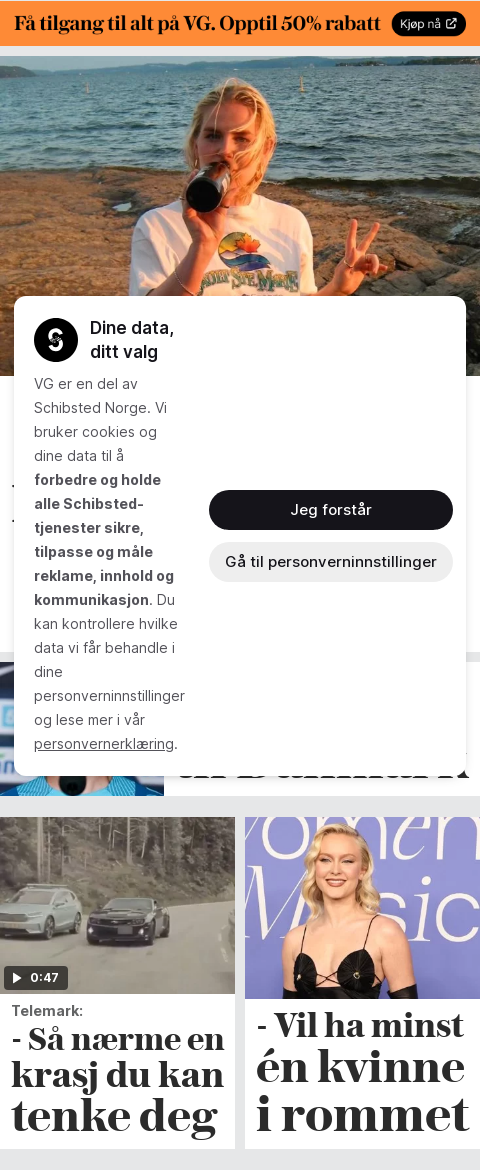 Få tilgang til alt på VG. Opptil 50% rabatt
Kjøp nå
Dine data,
ditt valg
VG er en del av
Schibsted Norge. Vi
bruker cookies og
dine data til å
forbedre og holde
alle Schibsted-
tjenester sikre,
tilpasse og måle
reklame, innhold og
kommunikasjon. Du
kan kontrollere hvilke
data vi får behandle i
dine
personverninnstillinger
og lese mer i vår
personvernerklæring.
Jeg forstår
Gå til personverninnstillinger
0:47
Telemark:
- Så nærme en
krasj du kan
tenke deg
Women
Music
- Vil ha minst
én kvinne
i rommet